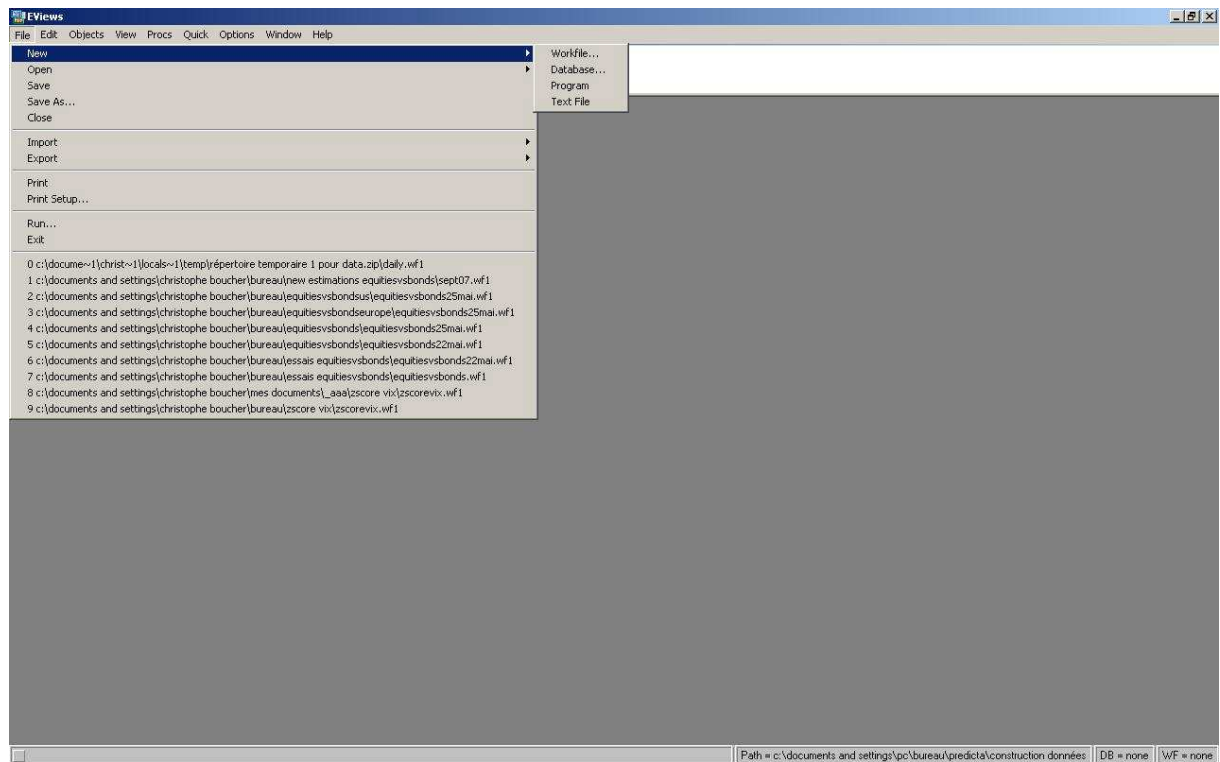 EViews
File Edit Objects View Procs Quick Options Window Help
New
Open
Save
Save As...
Close
Import
Export
Print
Print Setup...
Run...
Exit
0 c:\docume~1\christ~1\locals~1\temp\répertoire temporaire 1 pour data.zip\daily.wf1
1 c:\documents and settings\christophe boucher\bureau\new estimations equitiesvsbonds\sept07.wf1
2 c:\documents and settings\christophe boucher\bureau\equitiesvsbondsus\equitiesvsbonds25mai.wf1
3 c:\documents and settings\christophe boucher\bureau\equitiesvsbondseurope\equitiesvsbonds25mai.wf1
4 c:\documents and settings\christophe boucher\bureau\equitiesvsbonds\equitiesvsbonds25mai.wf1
5 c:\documents and settings\christophe boucher\bureau\equitiesvsbonds\equitiesvsbonds22mai.wf1
6 c:\documents and settings\christophe boucher\bureau\essais equitiesvsbonds\equitiesvsbonds22mai.wf1
7 c:\documents and settings\christophe boucher\bureau\essais equitiesvsbonds\equitiesvsbonds.wf1
8 c:\documents and settings\christophe boucher\mes documents\_aaa\zscore vix\zscorevix.wf1
9 c:\documents and settings\christophe boucher\bureau\zscore vix\zscorevix.wf1
Workfile...
Database...
Program
Text File
Path = c:\documents and settings\pc\bureau\predicta\construction données DB = none WF = none